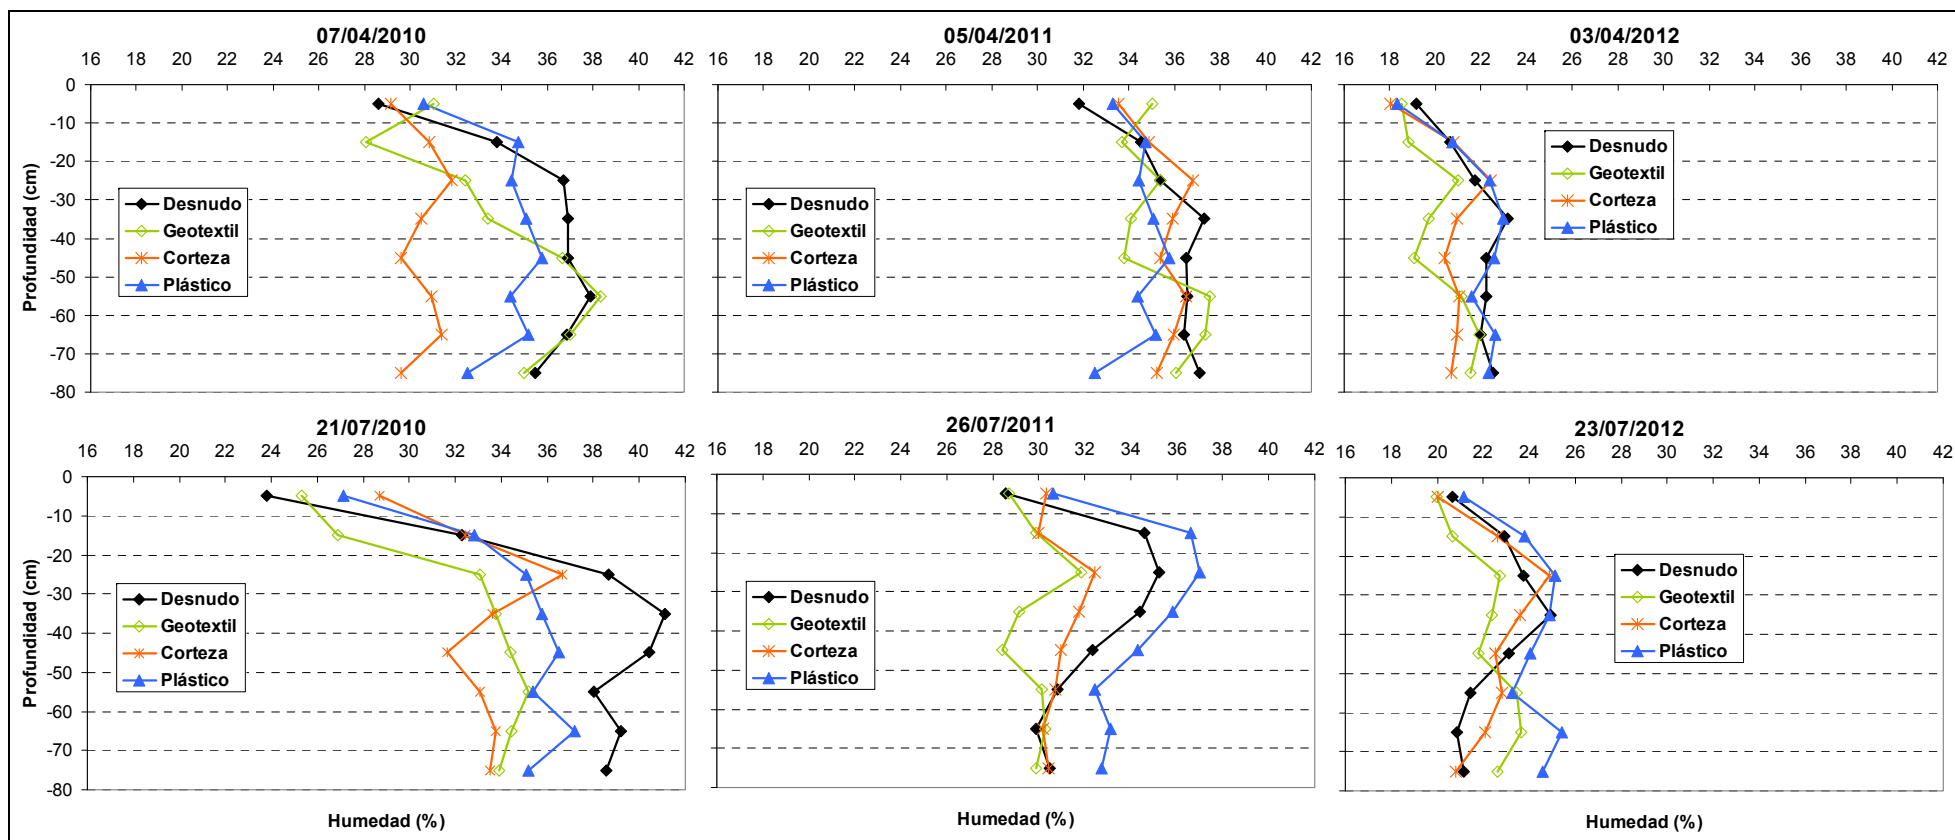 07/04/2010
16 18 20 22 24 26 28 30 32 34 36 38 40 42
0
-10
-20
-30
-40
-50
-60
-70
-80
Profundidad (cm)
Desnudo
Geotextil
Corteza
Plástico
05/04/2011
16 18 20 22 24 26 28 30 32 34 36 38 40 42
Desnudo
Geotextil
Corteza
Plástico
03/04/2012
16 18 20 22 24 26 28 30 32 34 36 38 40 42
Desnudo
Geotextil
Corteza
Plástico
21/07/2010
16 18 20 22 24 26 28 30 32 34 36 38 40 42
0
-10
-20
-30
-40
-50
-60
-70
-80
Profundidad (cm)
Desnudo
Geotextil
Corteza
Plástico
Humedad (%)
26/07/2011
16 18 20 22 24 26 28 30 32 34 36 38 40 42
Desnudo
Geotextil
Corteza
Plástico
Humedad (%)
23/07/2012
16 18 20 22 24 26 28 30 32 34 36 38 40 42
Desnudo
Geotextil
Corteza
Plástico
Humedad (%)